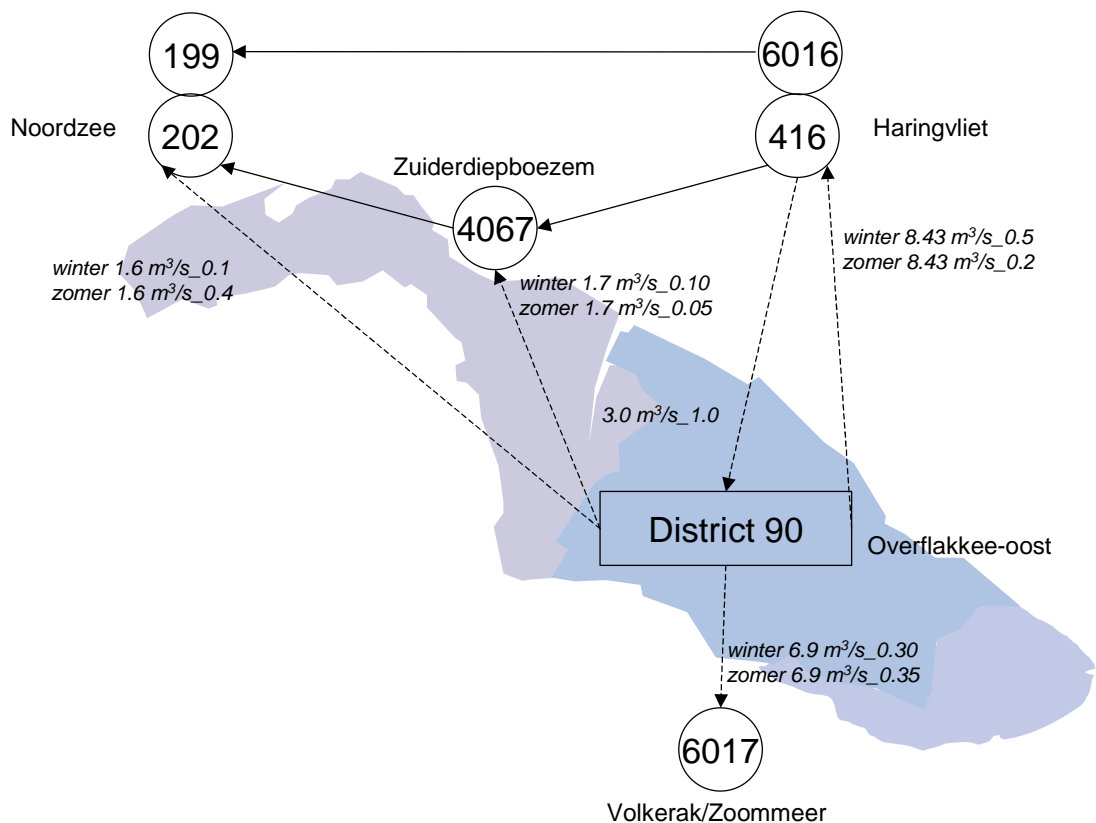 199
6016
Noordzee
202
416
Haringvliet
Zuiderdiepboezem
4067
winter 8.43 m³/s_0.5
zomer 8.43 m³/s_0.2
winter 1.6 m³/s_0.1
zomer 1.6 m³/s_0.4
winter 1.7 m³/s_0.10
zomer 1.7 m³/s_0.05
3.0 m³/s_1.0
District 90
Overflakkee-oost
winter 6.9 m³/s_0.30
zomer 6.9 m³/s_0.35
6017
Volkerak/Zoommeer